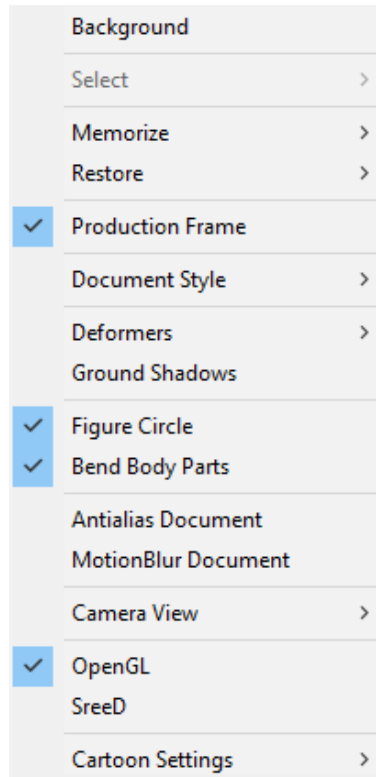 Background
Select
Memorize
Restore
Production Frame
Document Style
Deformers
Ground Shadows
Figure Circle
Bend Body Parts
Antialias Document
MotionBlur Document
Camera View
OpenGL
SreeD
Cartoon Settings